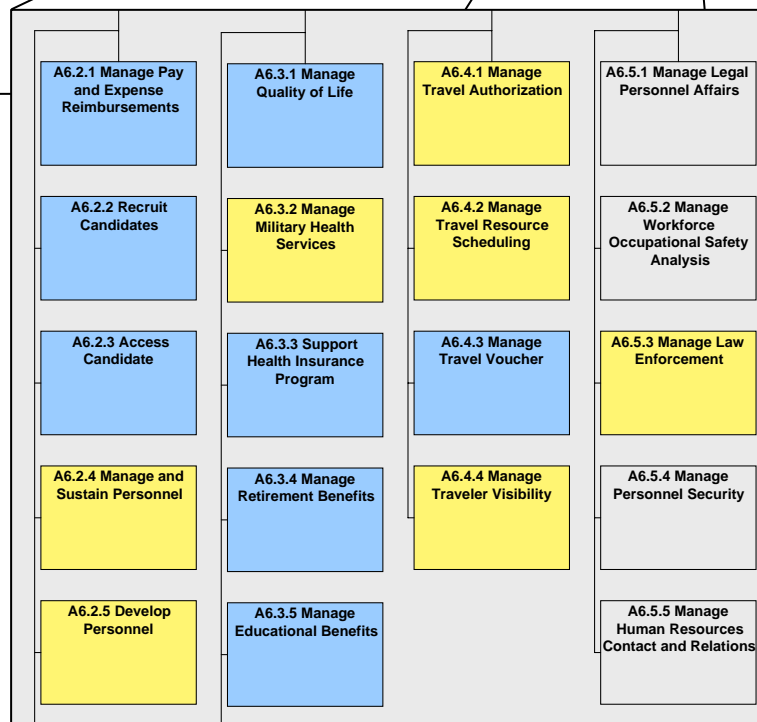 A6.2.1 Manage Pay
and Expense
Reimbursements
A6.2.2 Recruit
Candidates
A6.2.3 Access
Candidate
A6.2.4 Manage and
Sustain Personnel
A6.2.5 Develop
Personnel
A6.3.1 Manage
Quality of Life
A6.3.2 Manage
Military Health
Services
A6.3.3 Support
Health Insurance
Program
A6.3.4 Manage
Retirement Benefits
A6.3.5 Manage
Educational Benefits
A6.4.1 Manage
Travel Authorization
A6.4.2 Manage
Travel Resource
Scheduling
A6.4.3 Manage
Travel Voucher
A6.4.4 Manage
Traveler Visibility
A6.5.1 Manage Legal
Personnel Affairs
A6.5.2 Manage
Workforce
Occupational Safety
Analysis
A6.5.3 Manage Law
Enforcement
A6.5.4 Manage
Personnel Security
A6.5.5 Manage
Human Resources
Contact and Relations